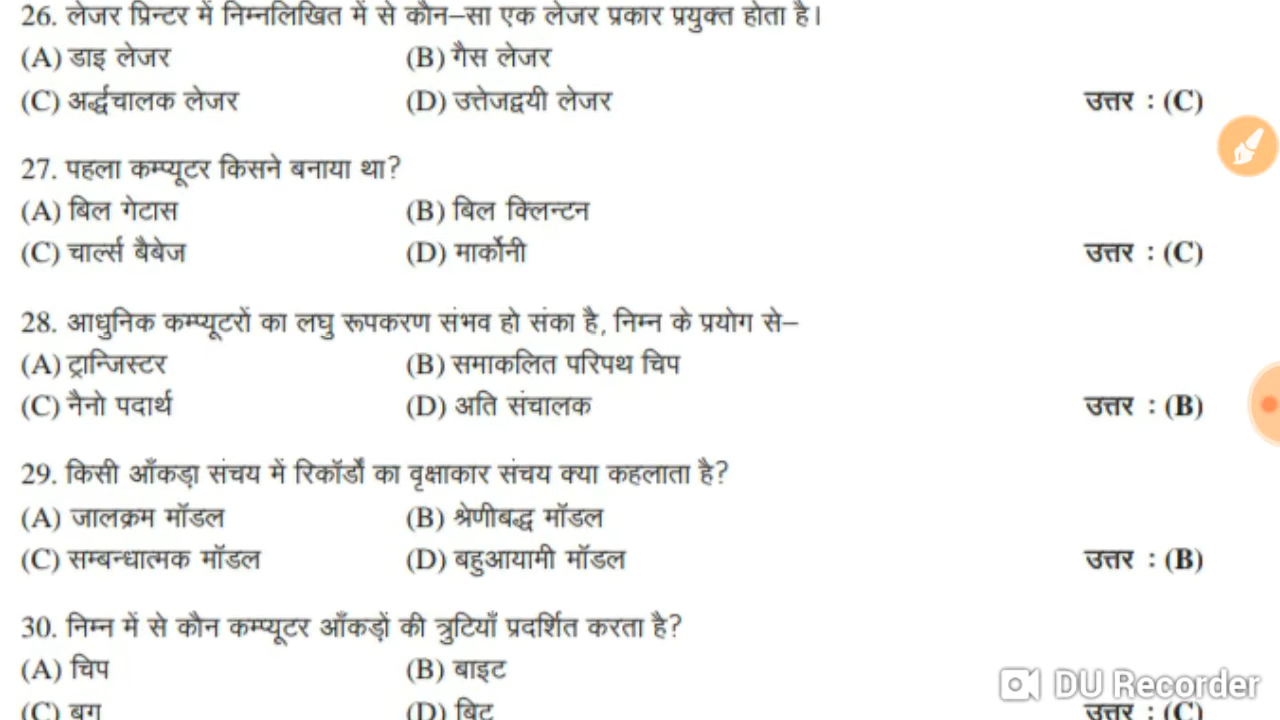 26. लेजर प्रिन्टर में निम्नलिखित में से कौन–सा एक लेजर प्रकार प्रयुक्त होता है।
(A) डाइ लेजर (B) गैस लेजर
(C) अर्द्धचालक लेजर (D) उत्तेजद्वयी लेजर उत्तर : (C)
27. पहला कम्प्यूटर किसने बनाया था?
(A) बिल गेटास (B) बिल क्लिन्टन
(C) चार्ल्स बैबेज (D) मार्कोनी उत्तर : (C)
28. आधुनिक कम्प्यूटरों का लघु रूपकरण संभव हो संका है, निम्न के प्रयोग से–
(A) ट्रान्जिस्टर (B) समाकलित परिपथ चिप
(C) नैनो पदार्थ (D) अति संचालक उत्तर : (B)
29. किसी आँकड़ा संचय में रिकॉर्डों का वृक्षाकार संचय क्या कहलाता है?
(A) जालक्रम मॉडल (B) श्रेणीबद्ध मॉडल
(C) सम्बन्धात्मक मॉडल (D) बहुआयामी मॉडल उत्तर : (B)
30. निम्न में से कौन कम्प्यूटर आँकड़ों की त्रुटियाँ प्रदर्शित करता है?
(A) चिप (B) बाइट
(C) बग (D) बिट उत्तर : (C)
DU Recorder